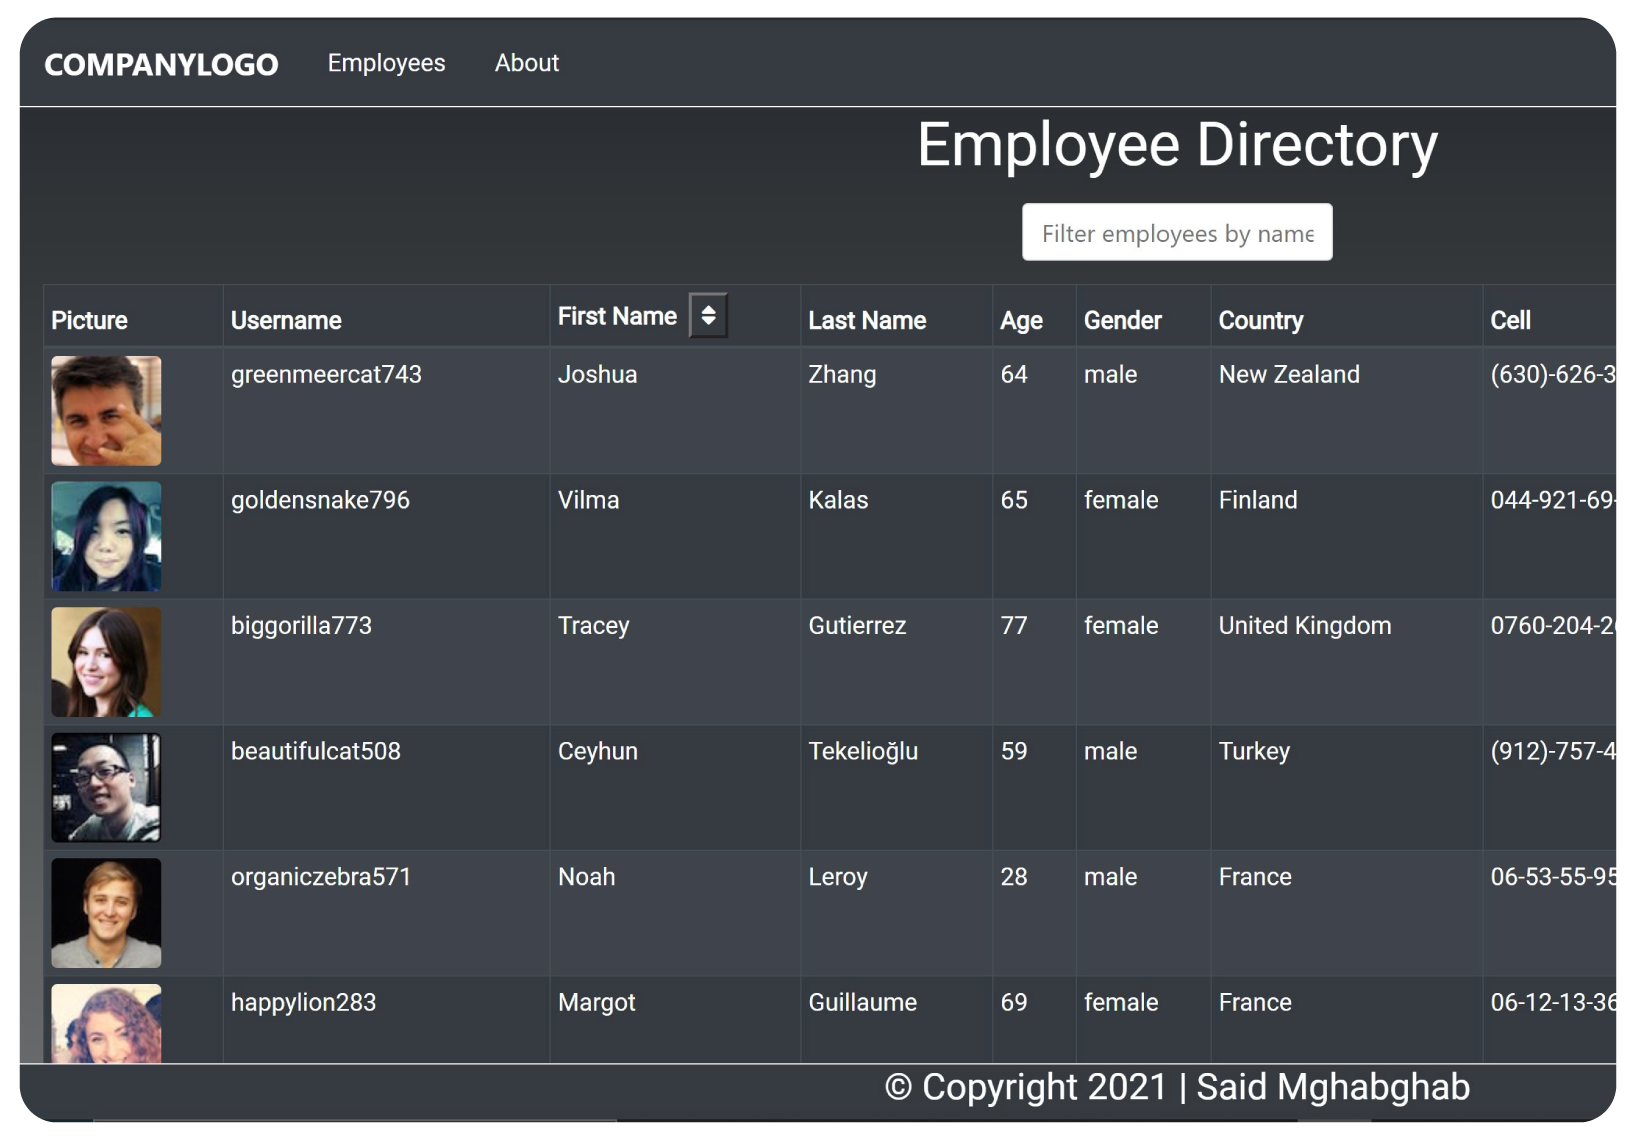 COMPANYLOGO Employees About
Employee Directory
Filter employees by name
Picture Username First Name Last Name Age Gender Country Cell
greenmeercat743 Joshua Zhang 64 male New Zealand (630)-626-3
goldensnake796 Vilma Kalas 65 female Finland 044-921-69-
biggorilla773 Tracey Gutierrez 77 female United Kingdom 0760-204-2
beautifulcat508 Ceyhun Tekelioğlu 59 male Turkey (912)-757-4
organiczebra571 Noah Leroy 28 male France 06-53-55-95
happylion283 Margot Guillaume 69 female France 06-12-13-36
© Copyright 2021 | Said Mghabghab